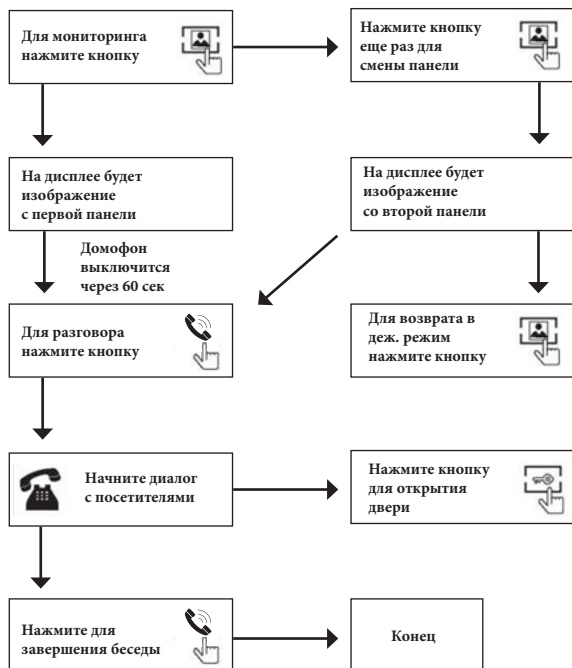 Для мониторинга
нажмите кнопку
Нажмите кнопку
еще раз для
смены панели
На дисплее будет
изображение
с первой панели
На дисплее будет
изображение
со второй панели
Домофон
выключится
через 60 сек
Для разговора
нажмите кнопку
Для возврата в
деж. режим
нажмите кнопку
Начните диалог
с посетителями
Нажмите кнопку
для открытия
двери
Нажмите для
завершения беседы
Конец